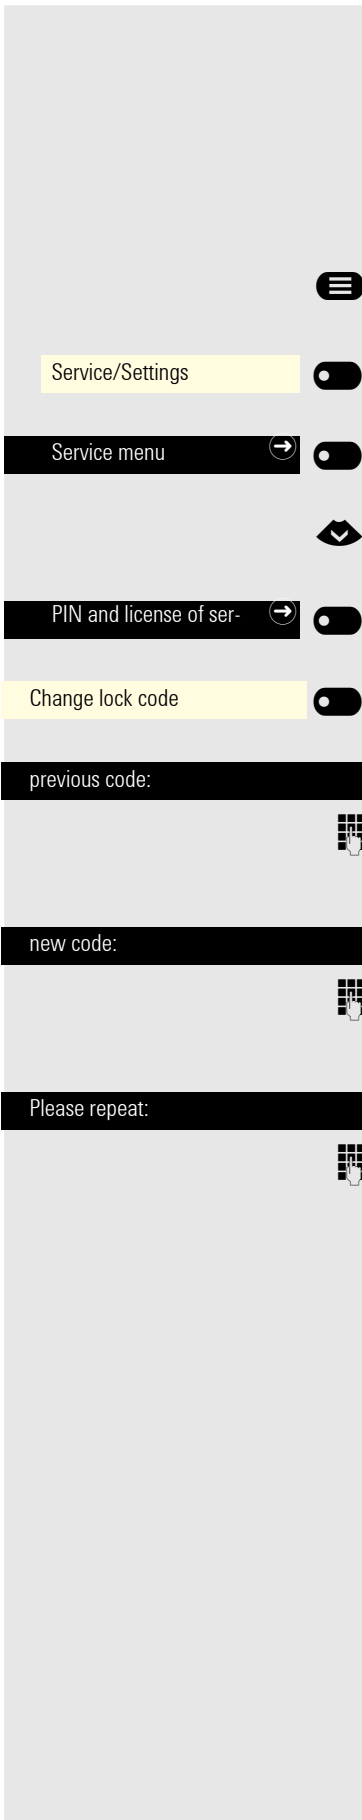 Service/Settings
Service menu
PIN and license of ser-
Change lock code
previous code:
new code:
Please repeat: